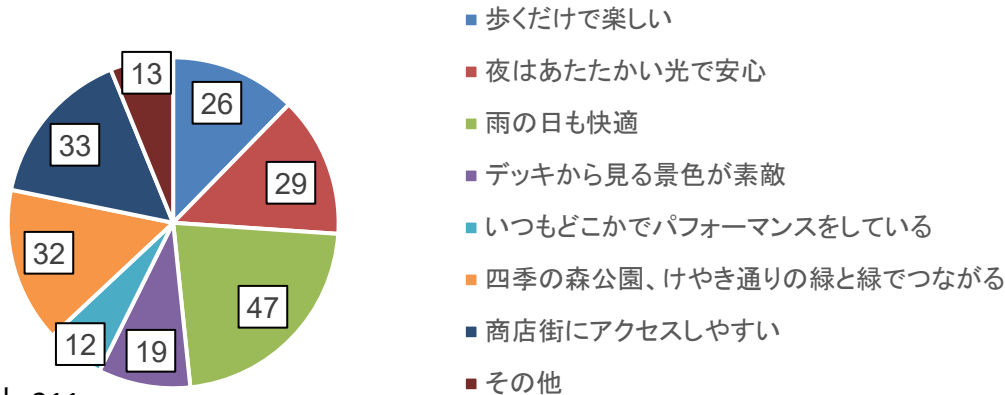 歩くだけで楽しい
夜はあたたかい光で安心
雨の日も快適
デッキから見る景色が素敵
いつもどこかでパフォーマンスをしている
四季の森公園、けやき通りの緑と緑でつながる
商店街にアクセスしやすい
その他
26
29
47
19
12
32
33
13